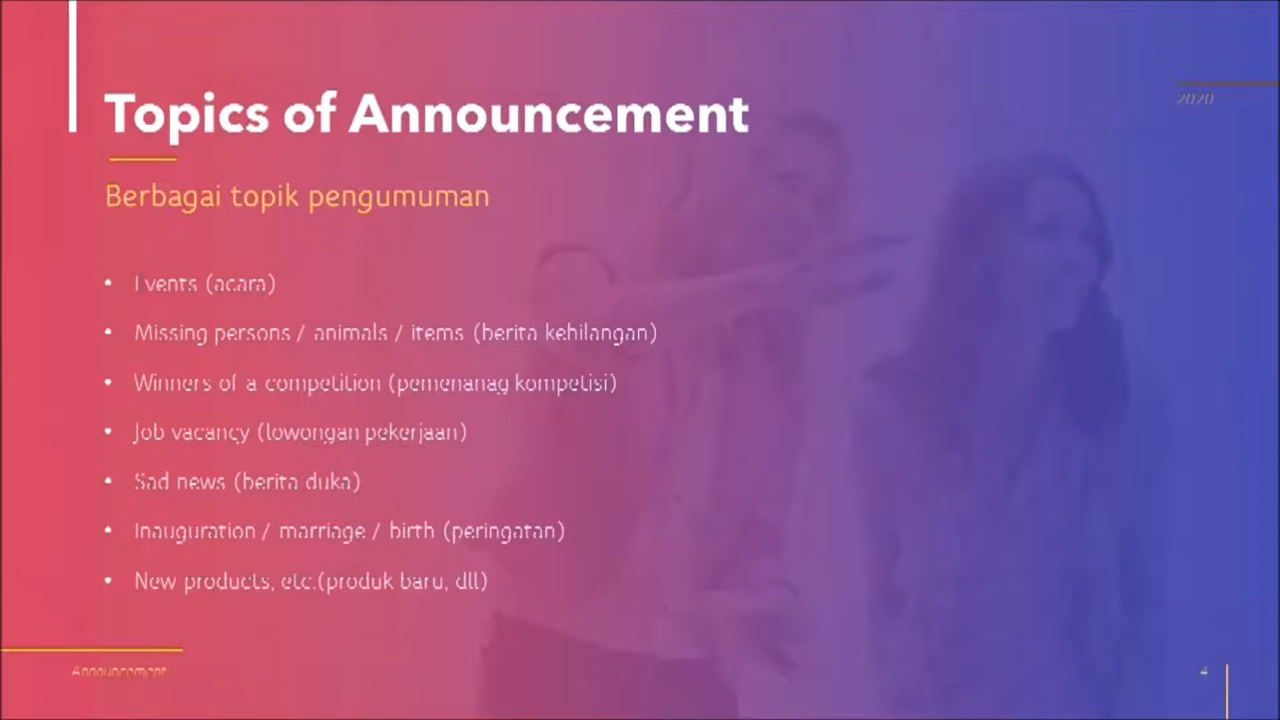 2020
Topics of Announcement
Berbagai topik pengumuman
• Events (acara)
• Missing persons / animals / items (berita kehilangan)
• Winners of a competition (pemenanag kompetisi)
• Job vacancy (lowongan pekerjaan)
• Sad news (berita duka)
• Inauguration / marriage / birth (peringatan)
• New products, etc.(produk baru, dll)
Announcement
4